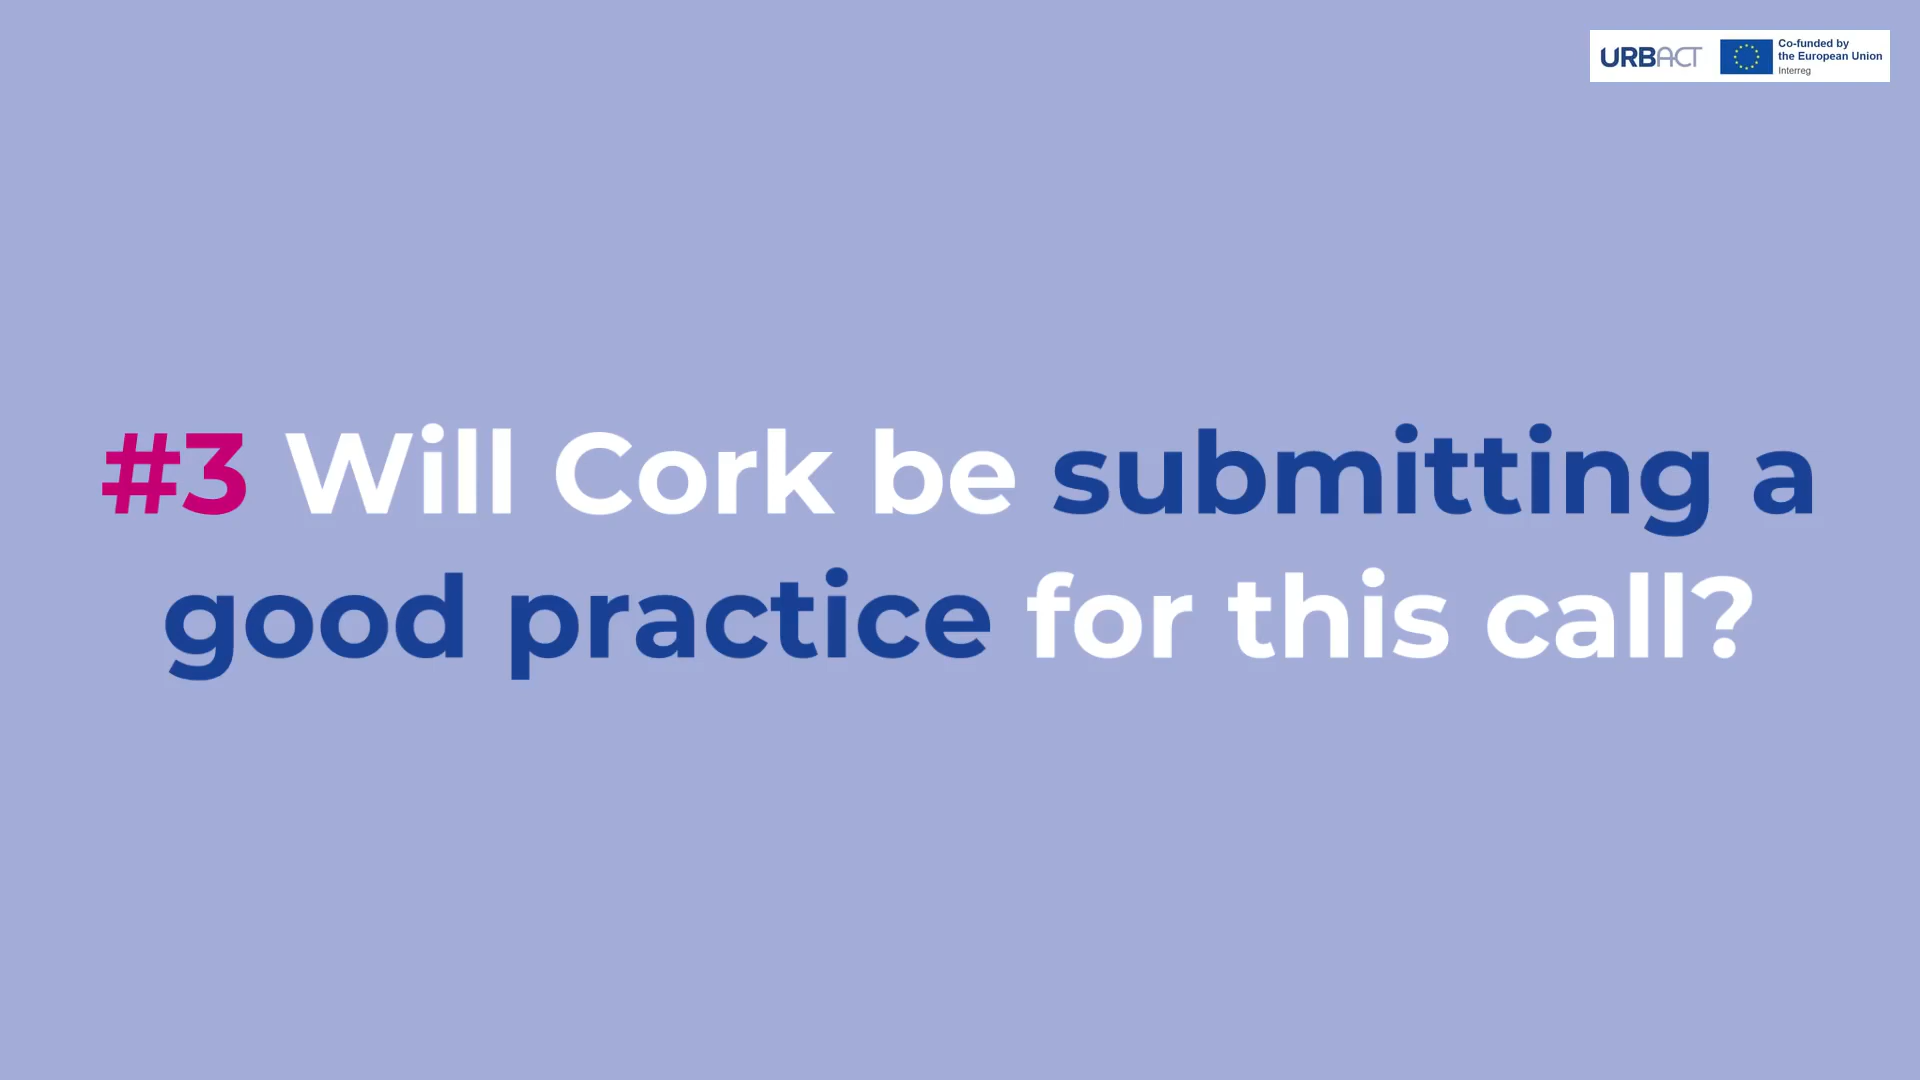 URBACT
Co-funded by
the European Union
Interreg
#3 Will Cork be submitting a
good practice for this call?